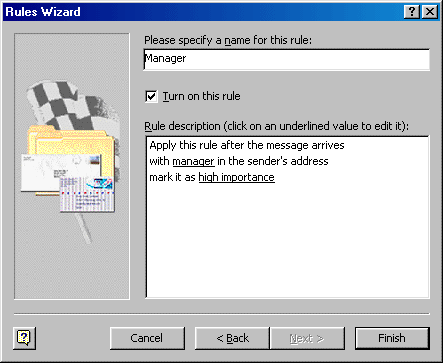 Rules Wizard
Please specify a name for this rule:
Manager
Turn on this rule
Rule description (click on an underlined value to edit it):
Apply this rule after the message arrives
with manager in the sender's address
mark it as high importance
?
Cancel
< Back
Next >
Finish